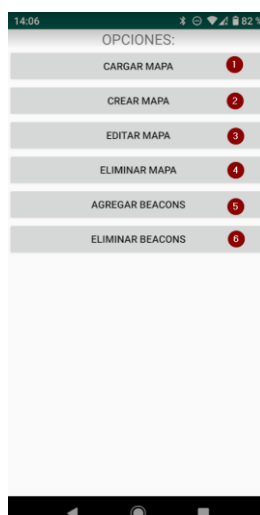 14:06 82 %
OPCIONES:
CARGAR MAPA 1
CREAR MAPA 2
EDITAR MAPA 3
ELIMINAR MAPA 4
AGREGAR BEACONS 5
ELIMINAR BEACONS 6